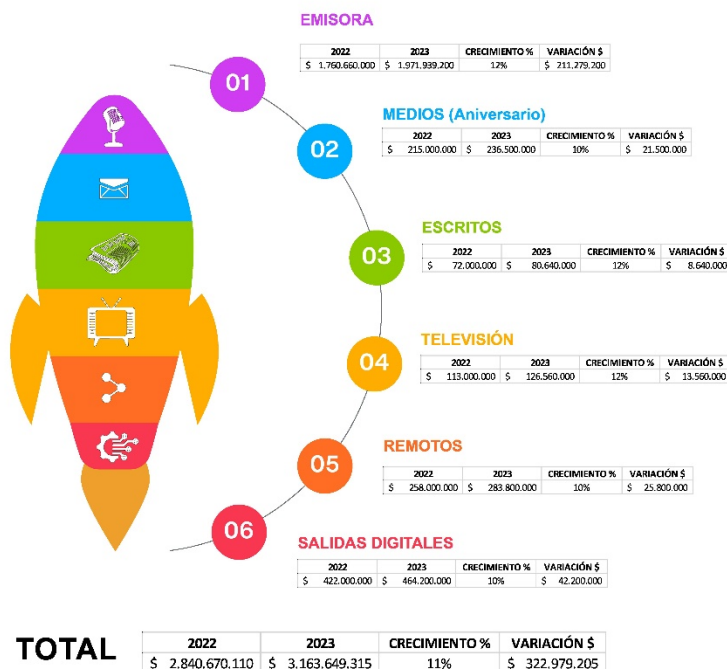 EMISORA
2022 2023 CRECIMIENTO % VARIACIÓN $
$ 1.760.660.000 $ 1.971.939.200 12% $ 211.279.200
01
MEDIOS (Aniversario)
2022 2023 CRECIMIENTO % VARIACIÓN $
$ 215.000.000 $ 236.500.000 10% $ 21.500.000
02
ESCRITOS
2022 2023 CRECIMIENTO % VARIACIÓN $
$ 72.000.000 $ 80.640.000 12% $ 8.640.000
03
TELEVISIÓN
2022 2023 CRECIMIENTO % VARIACIÓN $
$ 113.000.000 $ 126.560.000 12% $ 13.560.000
04
REMOTOS
2022 2023 CRECIMIENTO % VARIACIÓN $
$ 258.000.000 $ 283.800.000 10% $ 25.800.000
05
SALIDAS DIGITALES
2022 2023 CRECIMIENTO % VARIACIÓN $
$ 422.000.000 $ 464.200.000 10% $ 42.200.000
06
TOTAL
2022 2023 CRECIMIENTO % VARIACIÓN $
$ 2.840.670.110 $ 3.163.649.315 11% $ 322.979.205